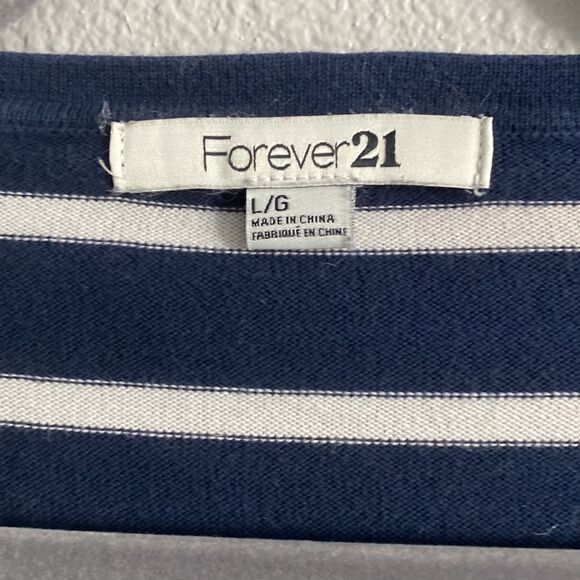 Forever21
L/G
MADE IN CHINA
FABRIQUÉ EN CHINE